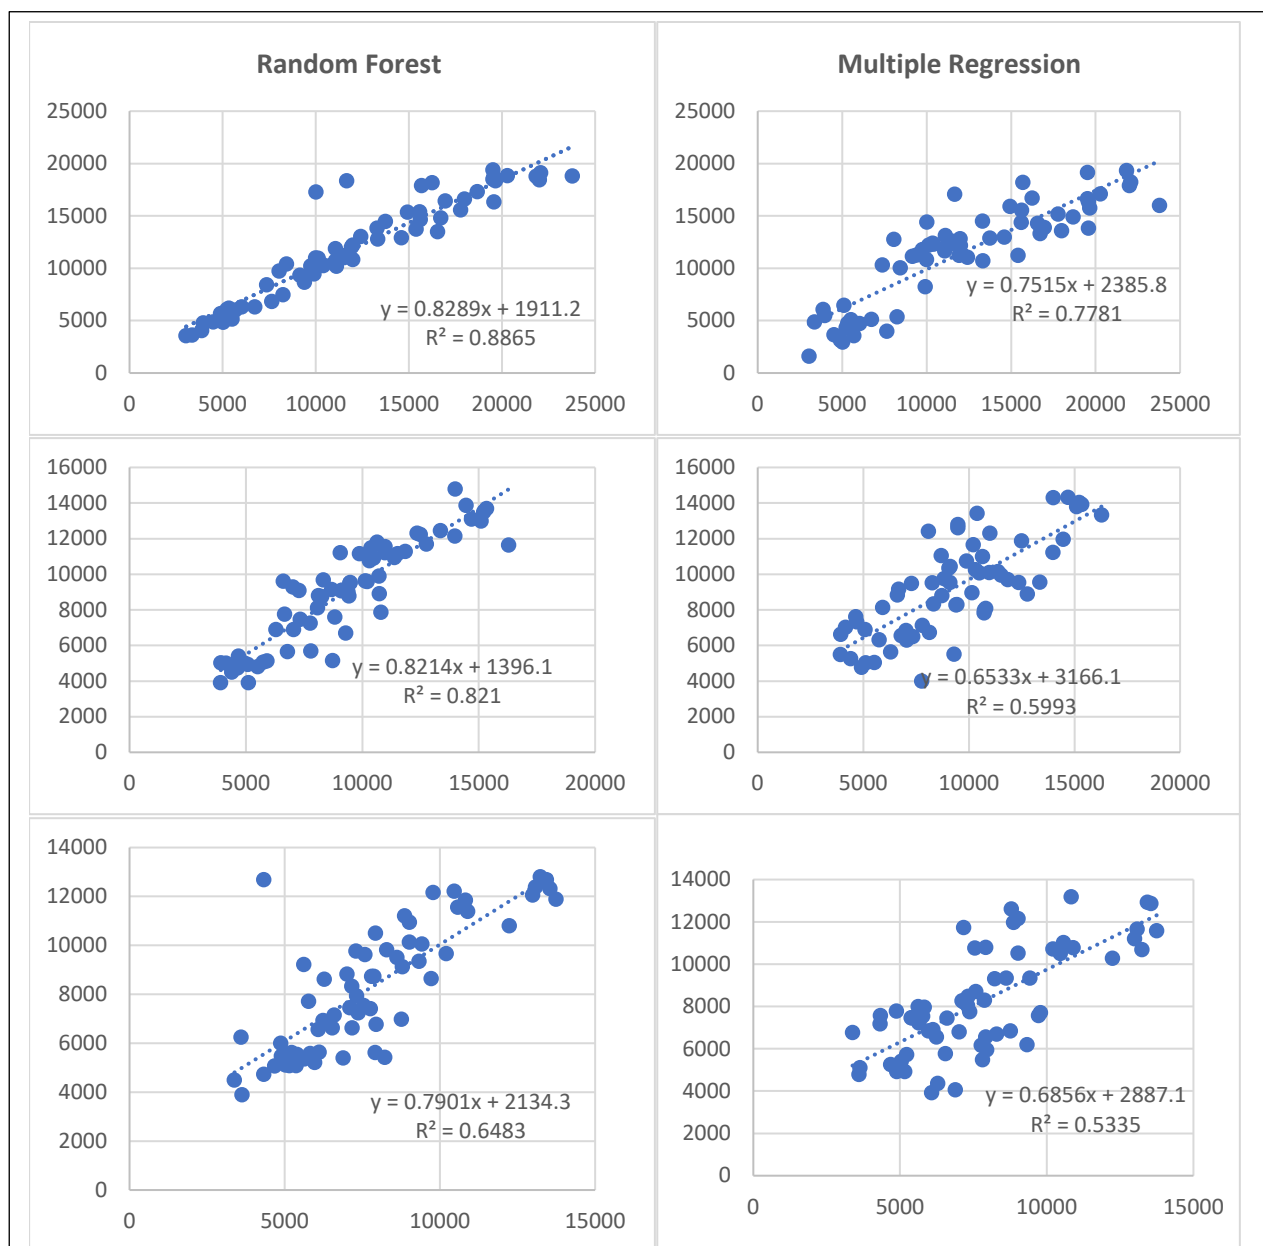 Random Forest
25000
20000
15000
10000
5000
0
0 5000 10000 15000 20000 25000
y = 0.8289x + 1911.2
R² = 0.8865
Multiple Regression
25000
20000
15000
10000
5000
0
0 5000 10000 15000 20000 25000
y = 0.7515x + 2385.8
R² = 0.7781
16000
14000
12000
10000
8000
6000
4000
2000
0
0 5000 10000 15000 20000
y = 0.8214x + 1396.1
R² = 0.821
16000
14000
12000
10000
8000
6000
4000
2000
0
0 5000 10000 15000 20000
y = 0.6533x + 3166.1
R² = 0.5993
14000
12000
10000
8000
6000
4000
2000
0
0 5000 10000 15000
y = 0.7901x + 2134.3
R² = 0.6483
14000
12000
10000
8000
6000
4000
2000
0
0 5000 10000 15000
y = 0.6856x + 2887.1
R² = 0.5335